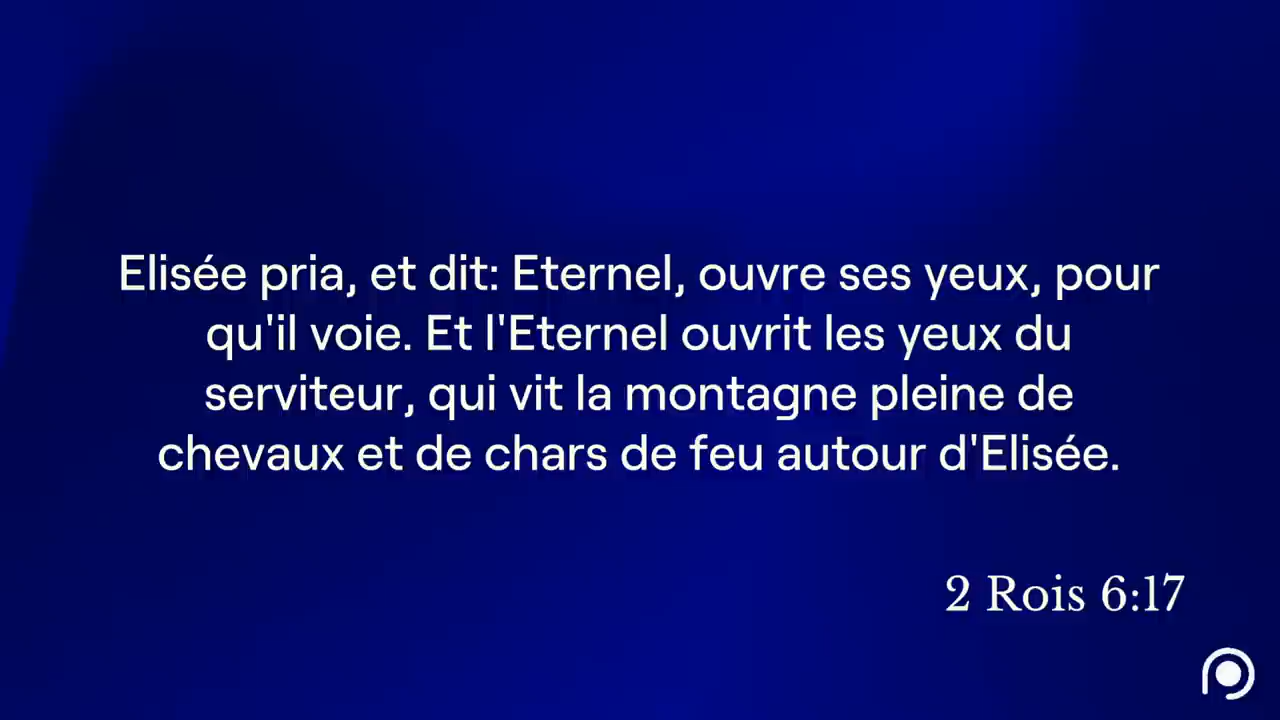 Elisée pria, et dit: Eternel, ouvre ses yeux, pour
qu'il voie. Et l'Eternel ouvrit les yeux du
serviteur, qui vit la montagne pleine de
chevaux et de chars de feu autour d'Elisée.
2 Rois 6:17